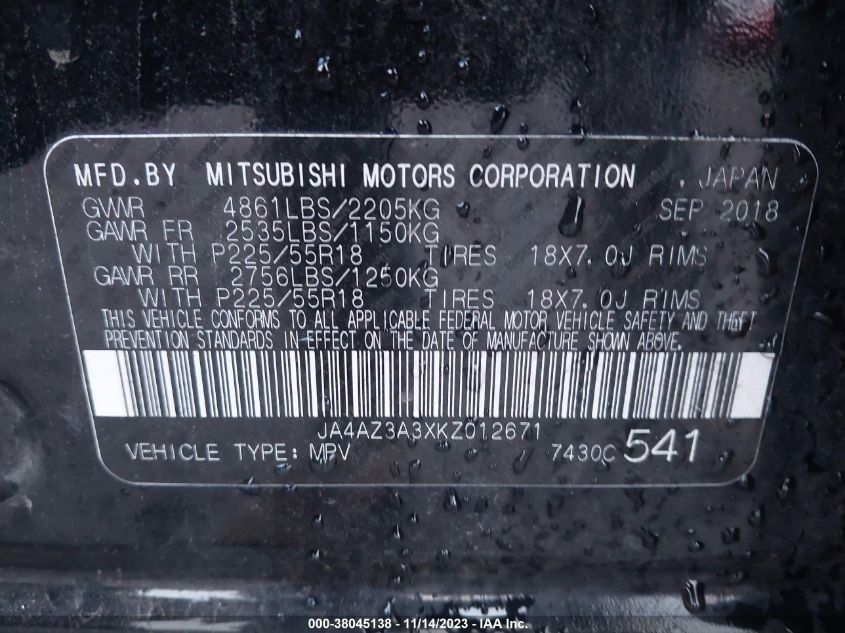 MFD.BY MITSUBISHI MOTORS CORPORATION . JAPAN
GVWR 4861LBS/2205KG SEP 2018
GAWR FR 2535LBS/1150KG
WITH P225/55R18 TIRES 18X7.0J RIMS
GAWR RR 2756LBS/1250KG
WITH P225/55R18 TIRES 18X7.0J RIMS
THIS VEHICLE CONFORMS TO ALL APPLICABLE FEDERAL MOTOR VEHICLE SAFETY AND THEFT
PREVENTION STANDARDS IN EFFECT ON THE DATE OF MANUFACTURE SHOWN ABOVE.
JA4AZ3A3XKZ012671
VEHICLE TYPE: MPV 7430C 541
000-38045138 - 11/14/2023 - IAA Inc.